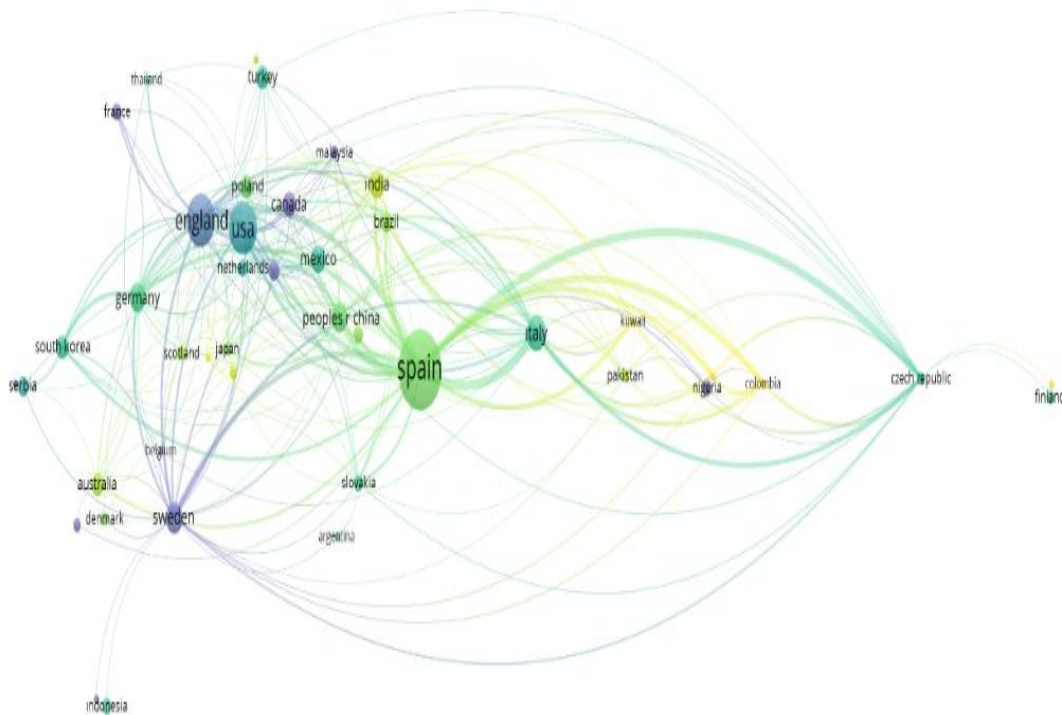 thailand
turkey
france
malaysia
poland
india
canada
england
usa
brazil
netherlands
mexico
germany
peoples r china
kuwait
italy
south korea
scotland
japan
spain
pakistan
nigeria
colombia
czech republic
serbia
finland
belgium
australia
slovakia
denmark
sweden
argentina
indonesia